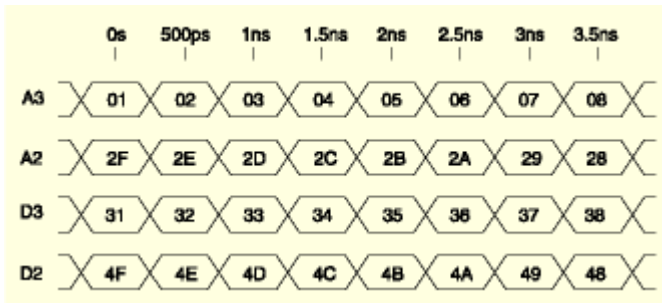 0s 500ps 1ns 1.5ns 2ns 2.5ns 3ns 3.5ns
A3 01 02 03 04 05 06 07 08
A2 2F 2E 2D 2C 2B 2A 29 28
D3 31 32 33 34 35 36 37 38
D2 4F 4E 4D 4C 4B 4A 49 48